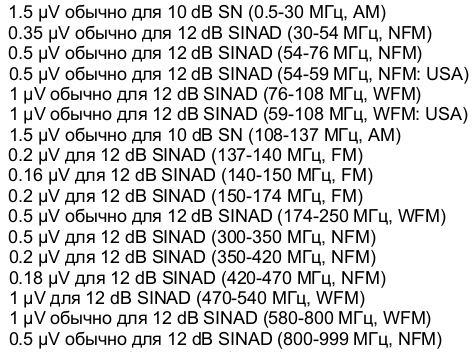 1.5 µV обычно для 10 dB SN (0.5-30 МГц, AM)
0.35 µV обычно для 12 dB SINAD (30-54 МГц, NFM)
0.5 µV обычно для 12 dB SINAD (54-76 МГц, NFM)
0.5 µV обычно для 12 dB SINAD (54-59 МГц, NFM: USA)
1 µV обычно для 12 dB SINAD (76-108 МГц, WFM)
1 µV обычно для 12 dB SINAD (59-108 МГц, WFM: USA)
1.5 µV обычно для 10 dB SN (108-137 МГц, AM)
0.2 µV для 12 dB SINAD (137-140 МГц, FM)
0.16 µV для 12 dB SINAD (140-150 МГц, FM)
0.2 µV для 12 dB SINAD (150-174 МГц, FM)
0.5 µV обычно для 12 dB SINAD (174-250 МГц, WFM)
0.5 µV для 12 dB SINAD (300-350 МГц, NFM)
0.2 µV для 12 dB SINAD (350-420 МГц, NFM)
0.18 µV для 12 dB SINAD (420-470 МГц, NFM)
1 µV для 12 dB SINAD (470-540 МГц, WFM)
1 µV обычно для 12 dB SINAD (580-800 МГц, WFM)
0.5 µV обычно для 12 dB SINAD (800-999 МГц, NFM)